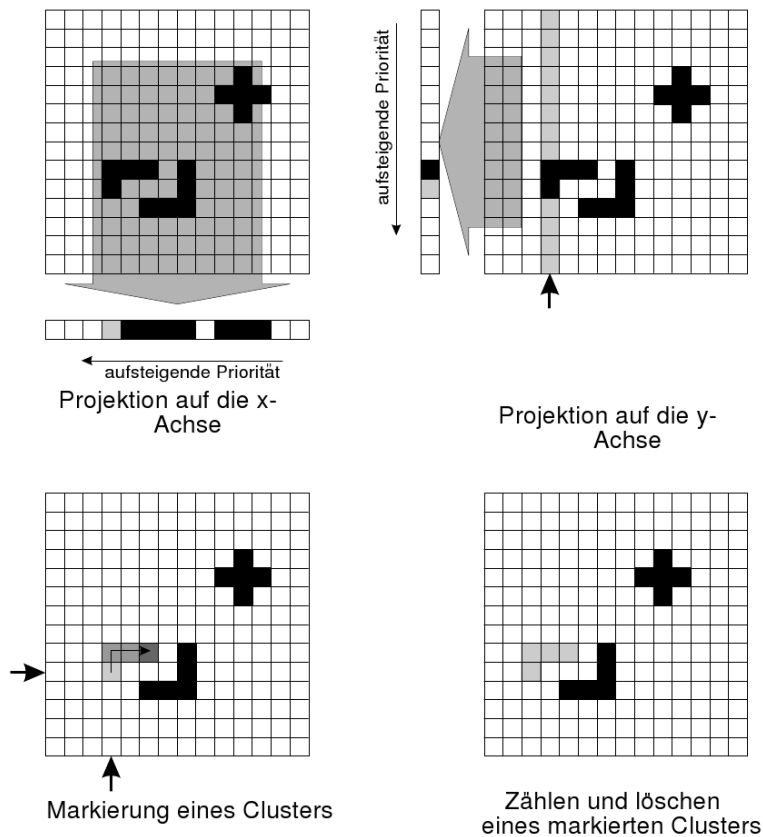 aufsteigende Priorität
aufsteigende Priorität
Projektion auf die x-
Achse
Projektion auf die y-
Achse
Markierung eines Clusters
Zählen und löschen
eines markierten Clusters